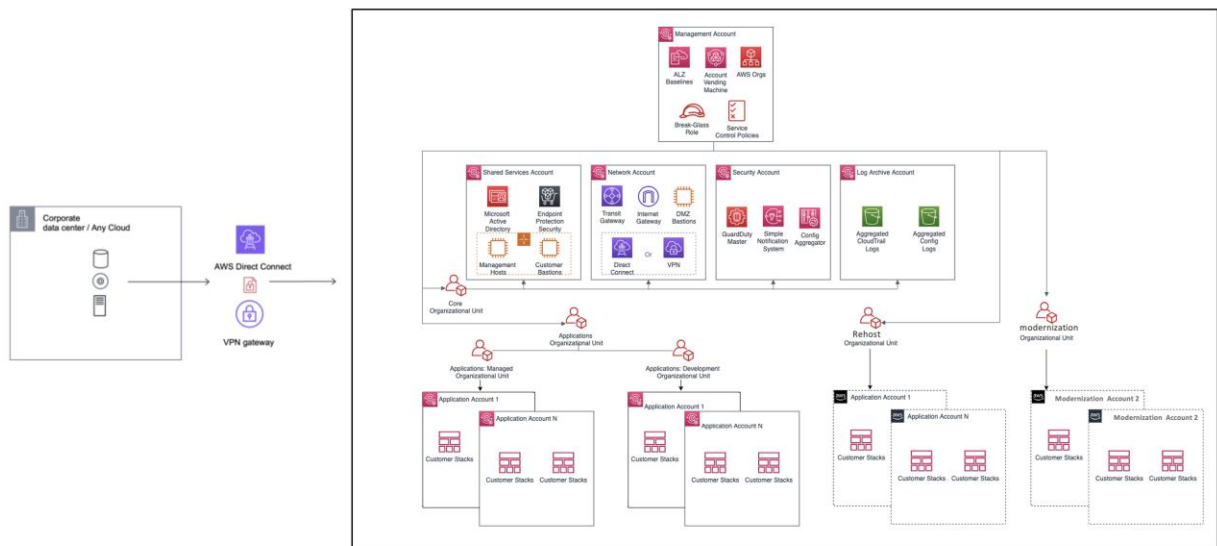 Corporate
data center / Any Cloud
AWS Direct Connect
VPN gateway
Management Account
ALZ
Baselines
Account
Vending
Machine
AWS Orgs
Break-Glass
Role
Service
Control Policies
Shared Services Account
Microsoft
Active
Directory
Endpoint
Protection
Security
Management
Hosts
Customer
Bastions
Network Account
Transit
Gateway
Internet
Gateway
DMZ
Bastions
Direct
Connect
Or
VPN
Security Account
GuardDuty
Master
Simple
Notification
System
Config
Aggregator
Log Archive Account
Aggregated
CloudTrail
Logs
Aggregated
Config
Logs
Core
Organizational Unit
Applications
Organizational Unit
Rehost
Organizational Unit
modernization
Organizational Unit
Applications: Managed
Organizational Unit
Applications: Development
Organizational Unit
Application Account 1
Customer Stacks
Application Account N
Customer Stacks
Customer Stacks
Application Account 1
Customer Stacks
Application Account N
Customer Stacks
Customer Stacks
aws
Application Account 1
Customer Stacks
aws
Application Account N
Customer Stacks
Customer Stacks
aws
Modernization Account 2
Customer Stacks
aws
Modernization Account 2
Customer Stacks
Customer Stacks